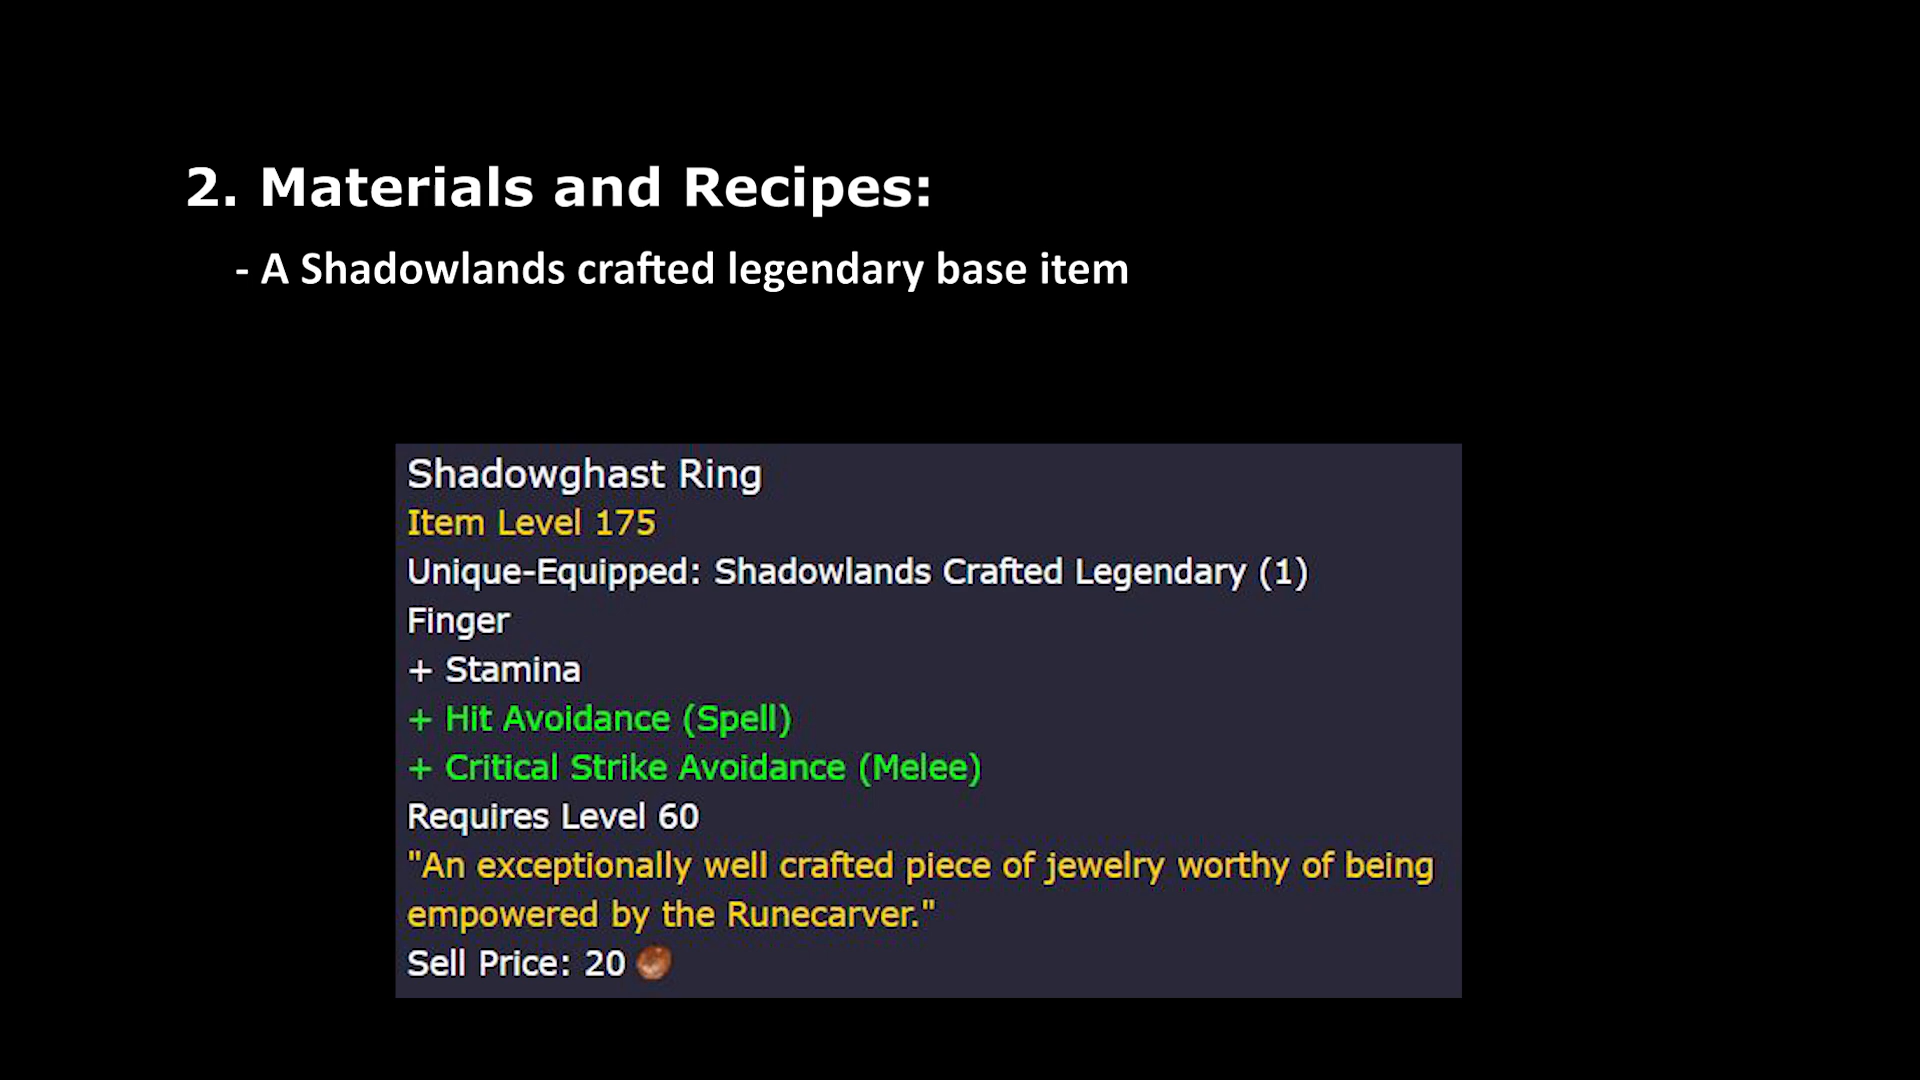 2. Materials and Recipes:
- A Shadowlands crafted legendary base item
Shadowghast Ring
Item Level 175
Unique-Equipped: Shadowlands Crafted Legendary (1)
Finger
+ Stamina
+ Hit Avoidance (Spell)
+ Critical Strike Avoidance (Melee)
Requires Level 60
"An exceptionally well crafted piece of jewelry worthy of being
empowered by the Runecarver."
Sell Price: 20